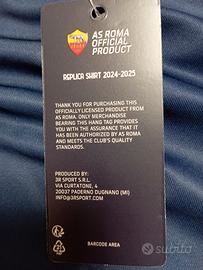 AS ROMA
OFFICIAL
PRODUCT
REPLICA SHIRT 2024-2025
THANK YOU FOR PURCHASING THIS
OFFICIALLY LICENSED PRODUCT FROM
AS ROMA. ONLY MERCHANDISE
BEARING THIS HANG TAG PROVIDES
YOU WITH THE ASSURANCE THAT IT
HAS BEEN AUTHORIZED BY AS ROMA
AND MEETS THE CLUB'S QUALITY
STANDARDS.
PRODUCED BY:
3R SPORT S.R.L.
VIA CURTATONE, 4
20037 PADERNO DUGNANO (MI)
INFO@3RSPORT.COM
BARCODE AREA
subito